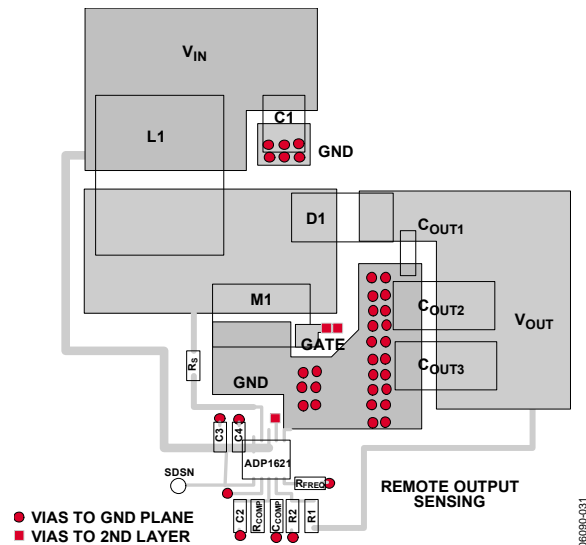 VIN
L1
C1
GND
D1
COUT1
M1
COUT2
VOUT
GATE
COUT3
RS
GND
C3
C4
ADP1621
SDSN
RFREQ
REMOTE OUTPUT
SENSING
C2
RCOMP
CCOMP
R2
R1
VIAS TO GND PLANE
VIAS TO 2ND LAYER
06090-031